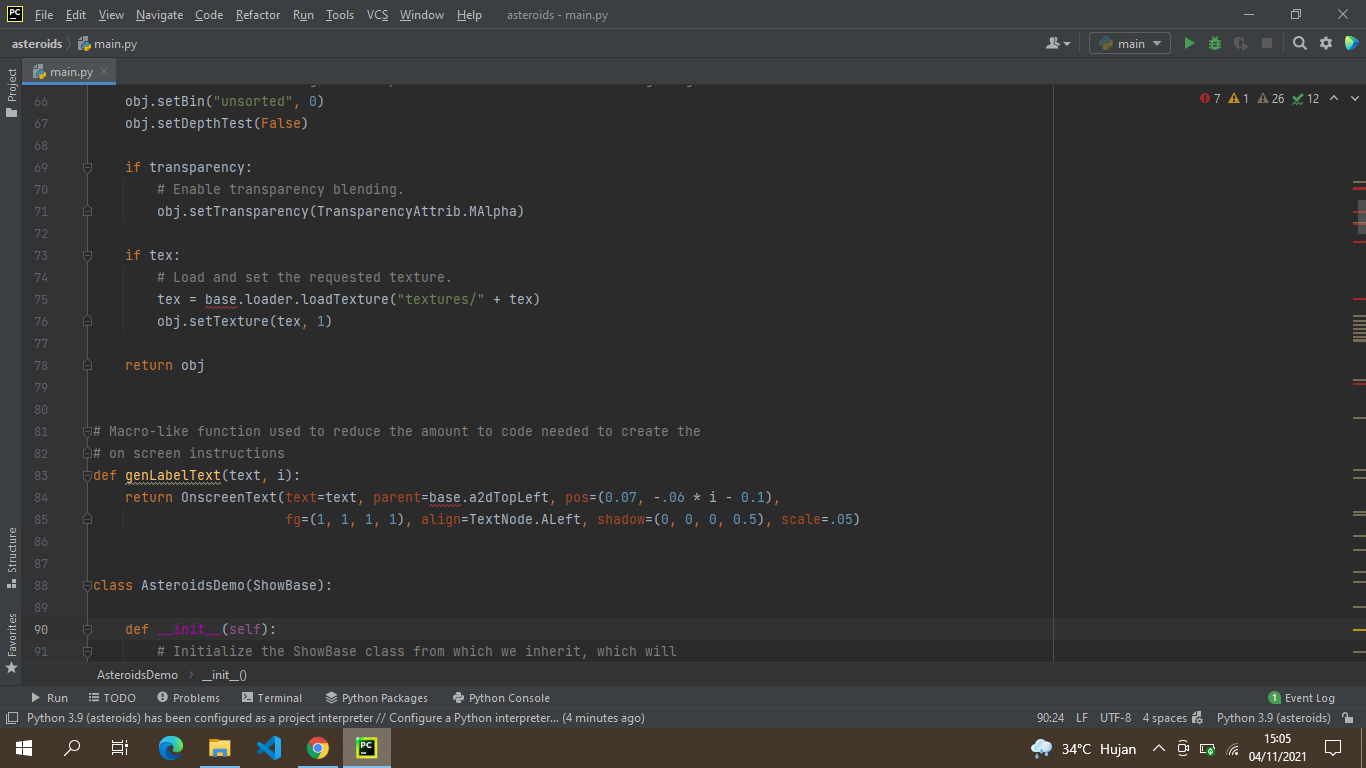 PC File Edit View Navigate Code Refactor Run Tools VCS Window Help asteroids - main.py
asteroids main.py main
main.py
7 1 26 12
Project
66 obj.setBin("unsorted", 0)
67 obj.setDepthTest(False)
68
69 if transparency:
70 # Enable transparency blending.
71 obj.setTransparency(TransparencyAttrib.MAlpha)
72
73 if tex:
74 # Load and set the requested texture.
75 tex = base.loader.loadTexture("textures/" + tex)
76 obj.setTexture(tex, 1)
77
78 return obj
79
80
81 # Macro-like function used to reduce the amount to code needed to create the
82 # on screen instructions
83 def genLabelText(text, i):
84 return OnscreenText(text=text, parent=base.a2dTopLeft, pos=(0.07, -.06 * i - 0.1),
85 fg=(1, 1, 1, 1), align=TextNode.ALeft, shadow=(0, 0, 0, 0.5), scale=.05)
86
87
88 class AsteroidsDemo(ShowBase):
89
90 def __init__(self):
91 # Initialize the ShowBase class from which we inherit, which will
Structure
Favorites
AsteroidsDemo __init__()
Run TODO Problems Terminal Python Packages Python Console 1 Event Log
Python 3.9 (asteroids) has been configured as a project interpreter // Configure a Python interpreter... (4 minutes ago) 90:24 LF UTF-8 4 spaces Python 3.9 (asteroids)
PC 34°C Hujan 15:05
04/11/2021